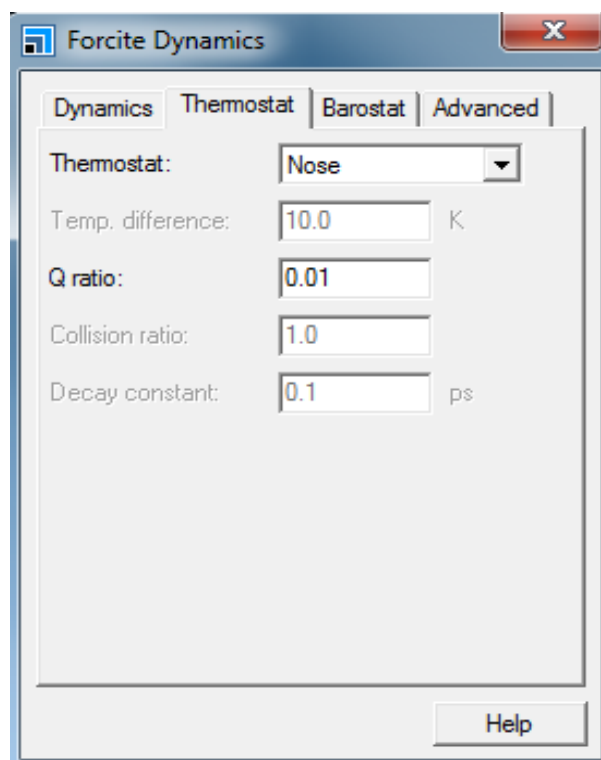 Forcite Dynamics
Dynamics Thermostat Barostat Advanced
Thermostat: Nose
Temp. difference: 10.0 K
Q ratio: 0.01
Collision ratio: 1.0
Decay constant: 0.1 ps
Help